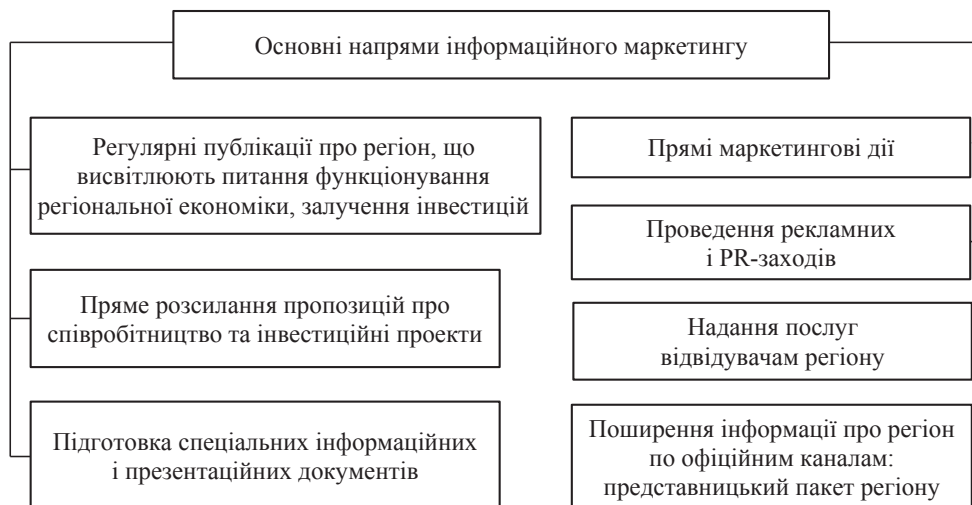 Основні напрями інформаційного маркетингу
Регулярні публікації про регіон, що
висвітлюють питання функціонування
регіональної економіки, залучення інвестицій
Пряме розсилання пропозицій про
співробітництво та інвестиційні проекти
Підготовка спеціальних інформаційних
і презентаційних документів
Прямі маркетингові дії
Проведення рекламних
і PR-заходів
Надання послуг
відвідувачам регіону
Поширення інформації про регіон
по офіційним каналам:
представницький пакет регіону